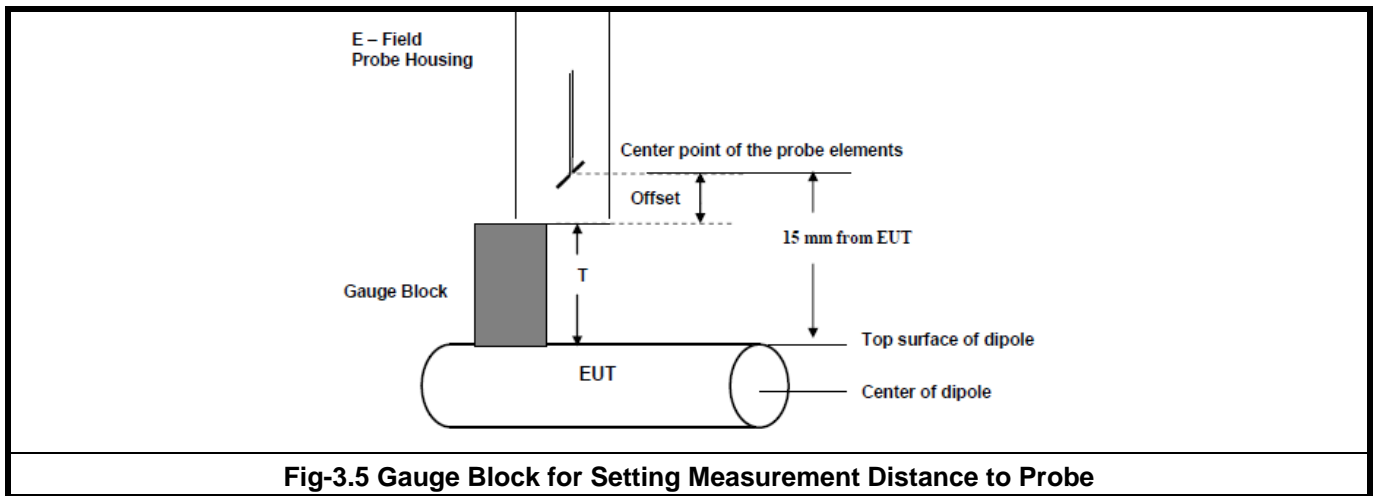 E – Field
Probe Housing
Center point of the probe elements
Offset
15 mm from EUT
T
Gauge Block
Top surface of dipole
EUT
Center of dipole
Fig-3.5 Gauge Block for Setting Measurement Distance to Probe